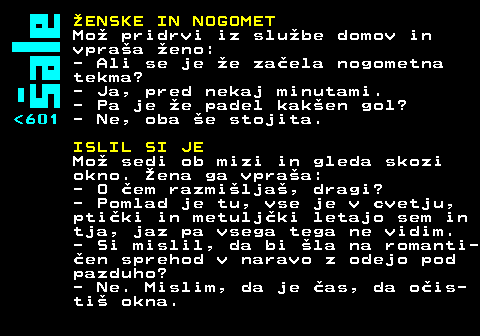 šale
<601
ŽENSKE IN NOGOMET
Mož pridrvi iz službe domov in
vpraša ženo:
- Ali se je že začela nogometna
tekma?
- Ja, pred nekaj minutami.
- Pa je že padel kakšen gol?
- Ne, oba še stojita.
ISLIL SI JE
Mož sedi ob mizi in gleda skozi
okno. Žena ga vpraša:
- O čem razmišljaš, dragi?
- Pomlad je tu, vse je v cvetju,
ptički in metuljčki letajo sem in
tja, jaz pa vsega tega ne vidim.
- Si mislil, da bi šla na romanti-
čen sprehod v naravo z odejo pod
pazduho?
- Ne. Mislim, da je čas, da očis-
tiš okna.